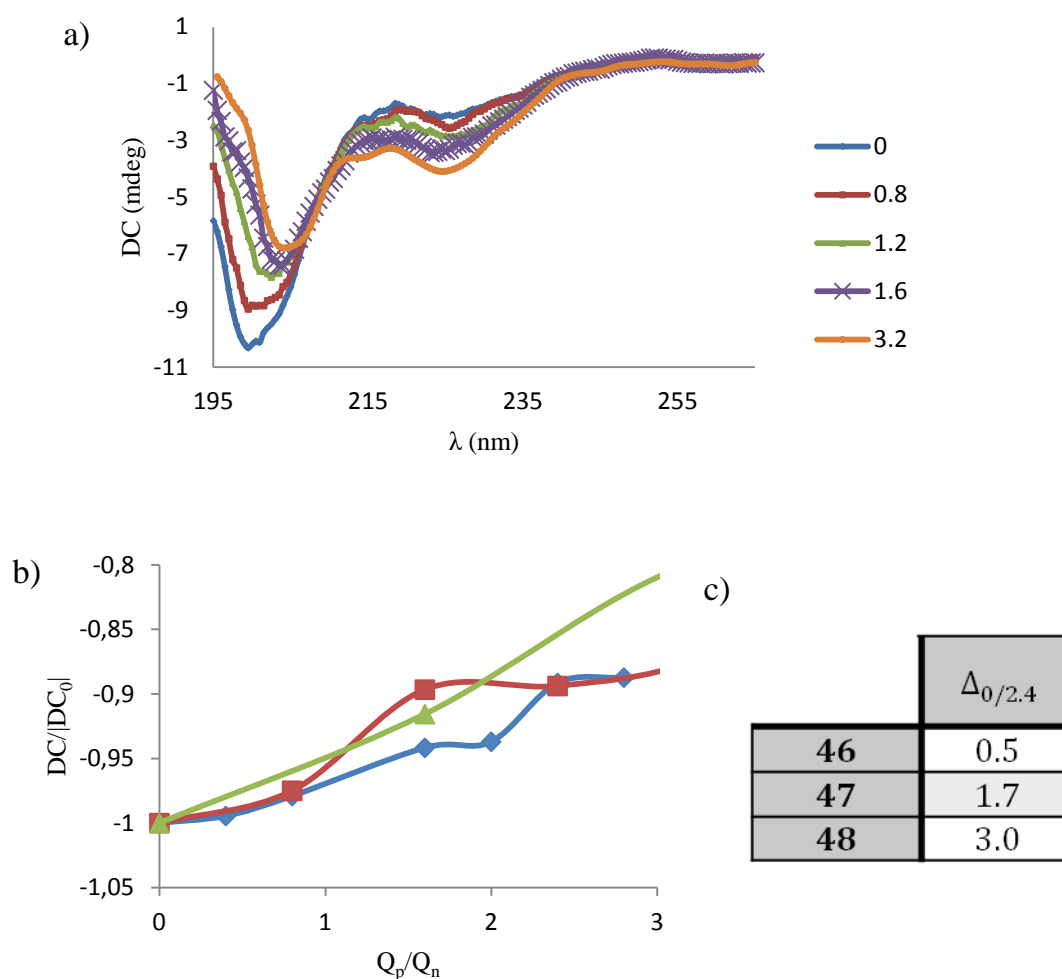 a)
1
-1
-3
-5
-7
-9
-11
DC (mdeg)
195 215 235 255
λ (nm)
0
0.8
1.2
1.6
3.2
b)
-0,8
-0,85
-0,9
-0,95
-1
-1,05
DC/|DC₀|
0 1 2 3
Qₚ/Qₙ
c)
Δ₀/₂.₄
46 0.5
47 1.7
48 3.0